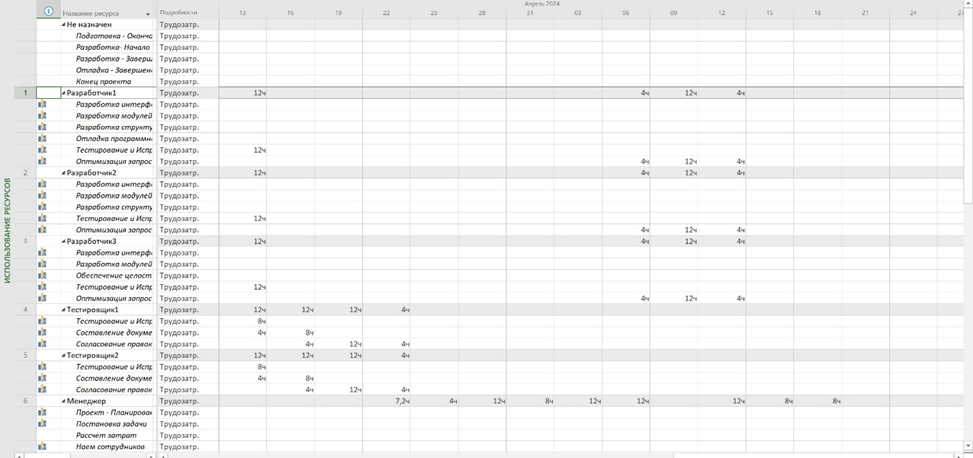 Апрель 2024
Название ресурса Подробности 13 16 19 22 25 28 31 03 06 09 12 15 18 21 24 27
Не назначен Трудозатр.
Подготовка - Оконча Трудозатр.
Разработка- Начало Трудозатр.
Разработка - Заверш Трудозатр.
Отладка - Завершен Трудозатр.
Конец проекта Трудозатр.
1 Разработчик1 Трудозатр. 12ч 4ч 12ч 4ч
Разработка интерф Трудозатр.
Разработка модулей Трудозатр.
Разработка структу Трудозатр.
Отладка программн Трудозатр.
Тестирование и Испр Трудозатр. 12ч
Оптимизация запрос Трудозатр. 4ч 12ч 4ч
2 Разработчик2 Трудозатр. 12ч 4ч 12ч 4ч
Разработка интерф Трудозатр.
Разработка модулей Трудозатр.
Разработка структу Трудозатр.
Тестирование и Испр Трудозатр. 12ч
Оптимизация запрос Трудозатр. 4ч 12ч 4ч
3 Разработчик3 Трудозатр. 12ч 4ч 12ч 4ч
Разработка интерф Трудозатр.
Разработка модулей Трудозатр.
Обеспечение целост Трудозатр.
Тестирование и Испр Трудозатр. 12ч
Оптимизация запрос Трудозатр. 4ч 12ч 4ч
4 Тестировщик1 Трудозатр. 12ч 12ч 12ч 4ч
Тестирование и Испр Трудозатр. 8ч
Составление докуме Трудозатр. 4ч 8ч
Согласование правок Трудозатр. 4ч 12ч 4ч
5 Тестировщик2 Трудозатр. 12ч 12ч 12ч 4ч
Тестирование и Испр Трудозатр. 8ч
Составление докуме Трудозатр. 4ч 8ч
Согласование правок Трудозатр. 4ч 12ч 4ч
6 Менеджер Трудозатр. 7,2ч 4ч 12ч 8ч 12ч 12ч 12ч 8ч 8ч
Проект - Планирован Трудозатр.
Постановка задачи Трудозатр.
Рассчет затрат Трудозатр.
Наем сотрудников Трудозатр.
ИСПОЛЬЗОВАНИЕ РЕСУРСОВ